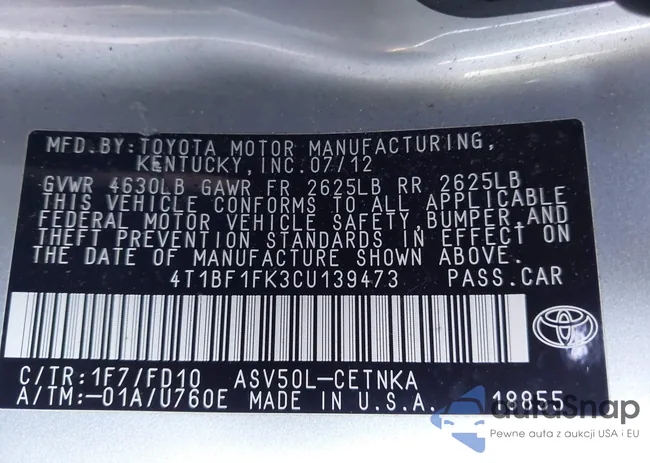 MFD.BY:TOYOTA MOTOR MANUFACTURING,
KENTUCKY,INC.07/12
GVWR 4630LB GAWR FR 2625LB RR 2625LB
THIS VEHICLE CONFORMS TO ALL APPLICABLE
FEDERAL MOTOR VEHICLE SAFETY,BUMPER,AND
THEFT PREVENTION STANDARDS IN EFFECT ON
THE DATE OF MANUFACTURE SHOWN ABOVE.
4T1BF1FK3CU139473 PASS.CAR
C/TR:1F7/FD10 ASV50L-CETNKA
A/TM:-01A/U760E MADE IN U.S.A. 18855
autoSnap
Pewne auta z aukcji USA i EU